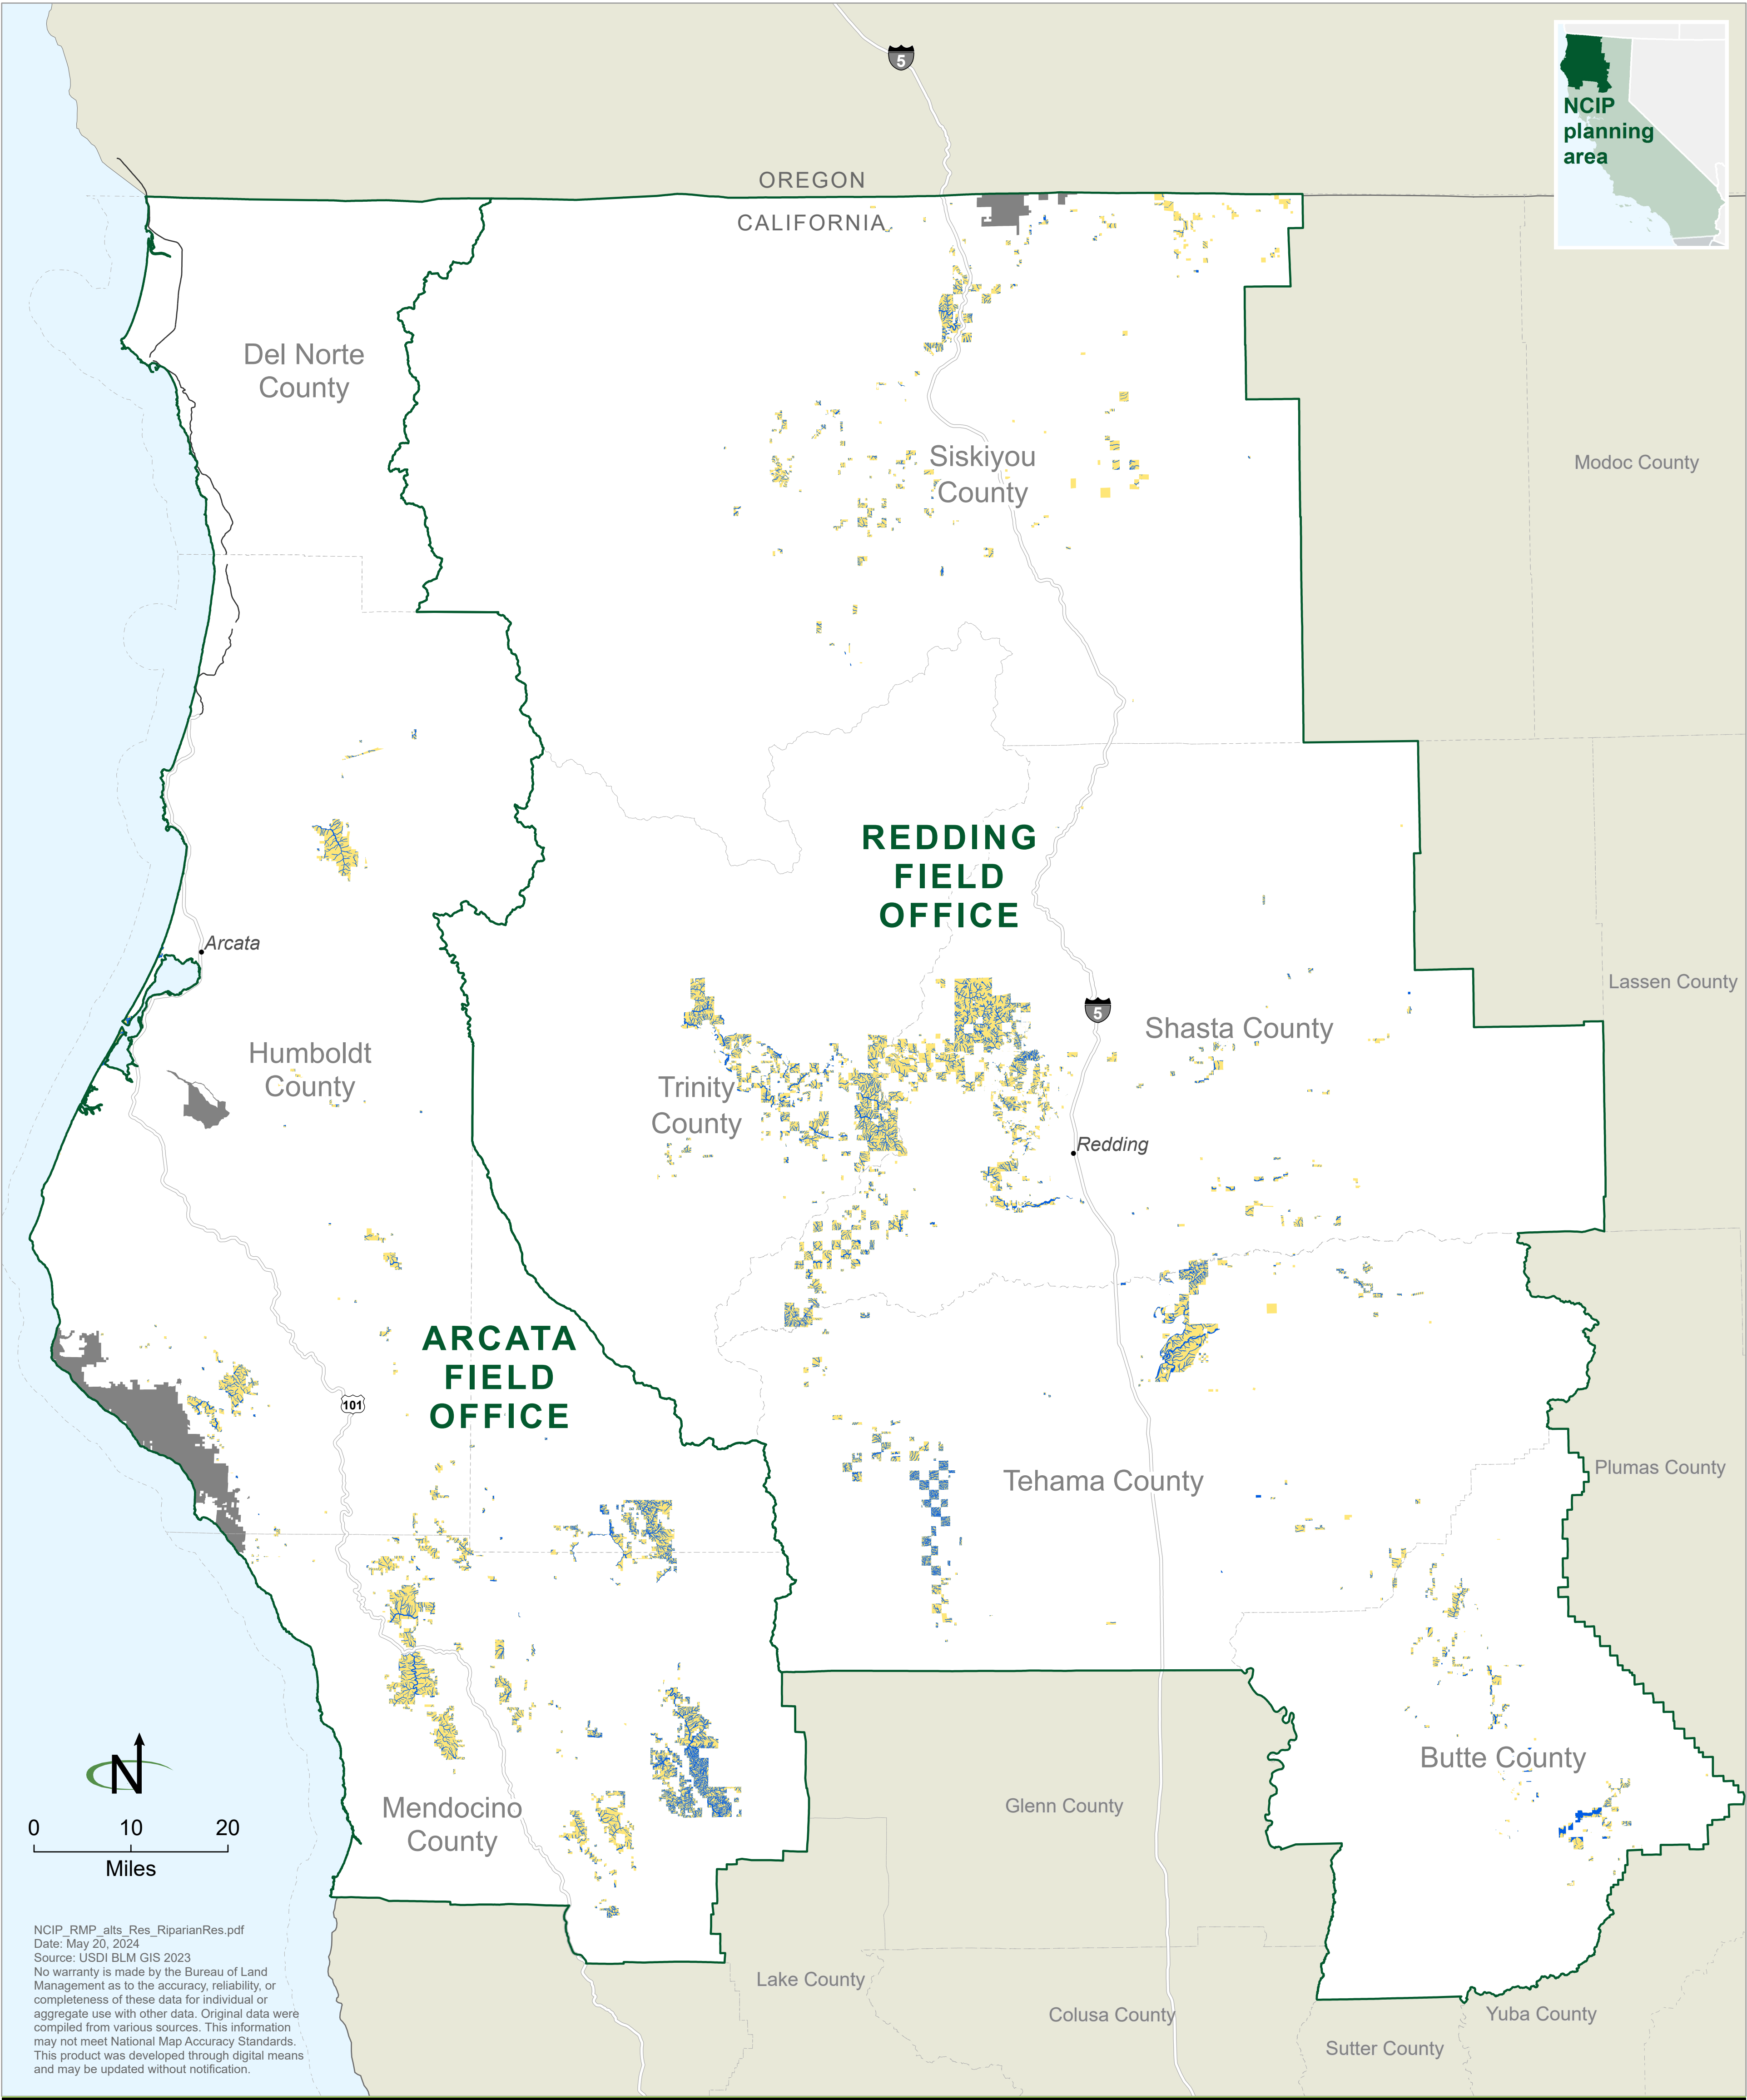 5
NCIP
planning
area
OREGON
CALIFORNIA
Del Norte
County
Siskiyou
County
Modoc County
REDDING
FIELD
OFFICE
Arcata
Lassen County
5
Shasta County
Humboldt
County
Trinity
County
Redding
ARCATA
FIELD
OFFICE
101
Plumas County
Tehama County
N
Butte County
Mendocino
County
Glenn County
0 10 20
Miles
NCIP_RMP_alts_Res_RiparianRes.pdf
Date: May 20, 2024
Source: USDI BLM GIS 2023
No warranty is made by the Bureau of Land
Management as to the accuracy, reliability, or
completeness of these data for individual or
aggregate use with other data. Original data were
compiled from various sources. This information
may not meet National Map Accuracy Standards.
This product was developed through digital means
and may be updated without notification.
Lake County
Colusa County
Yuba County
Sutter County